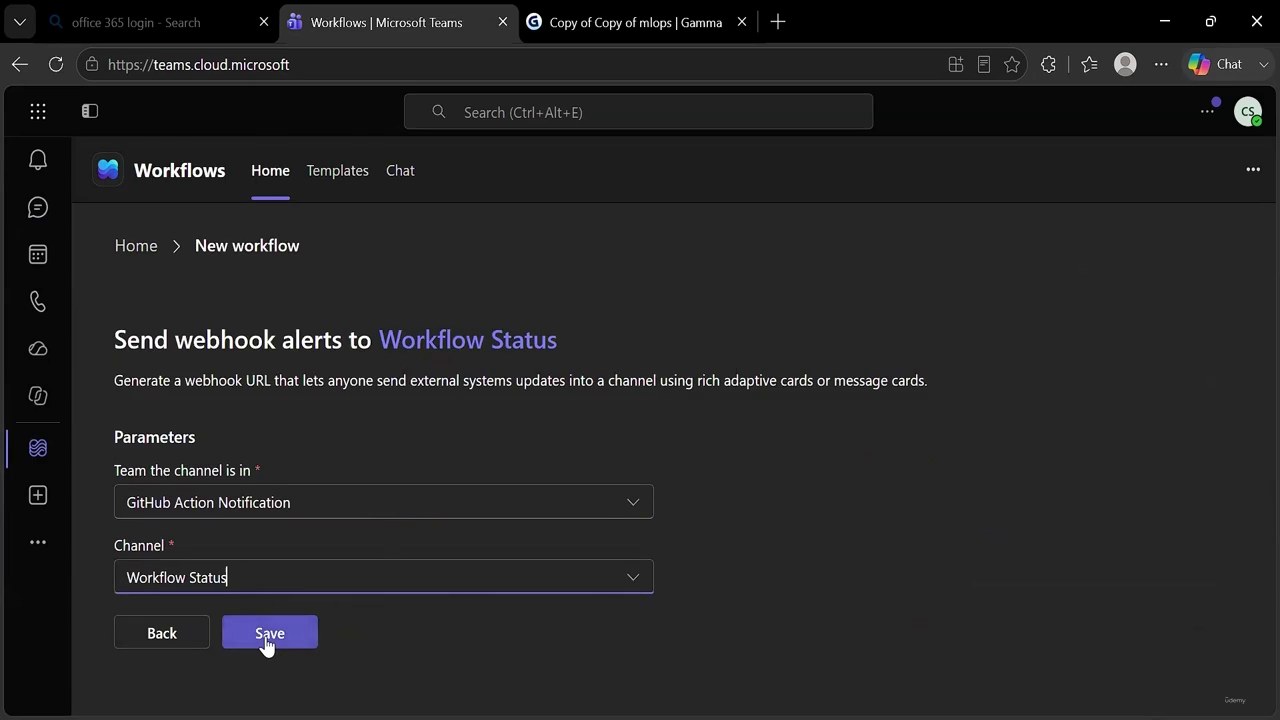 office 365 login - Search
Workflows | Microsoft Teams
Copy of Copy of mlops | Gamma
https://teams.cloud.microsoft
Chat
Search (Ctrl+Alt+E)
CS
Workflows
Home
Templates
Chat
Home > New workflow
Send webhook alerts to Workflow Status
Generate a webhook URL that lets anyone send external systems updates into a channel using rich adaptive cards or message cards.
Parameters
Team the channel is in *
GitHub Action Notification
Channel *
Workflow Status
Back
Save
Udemy